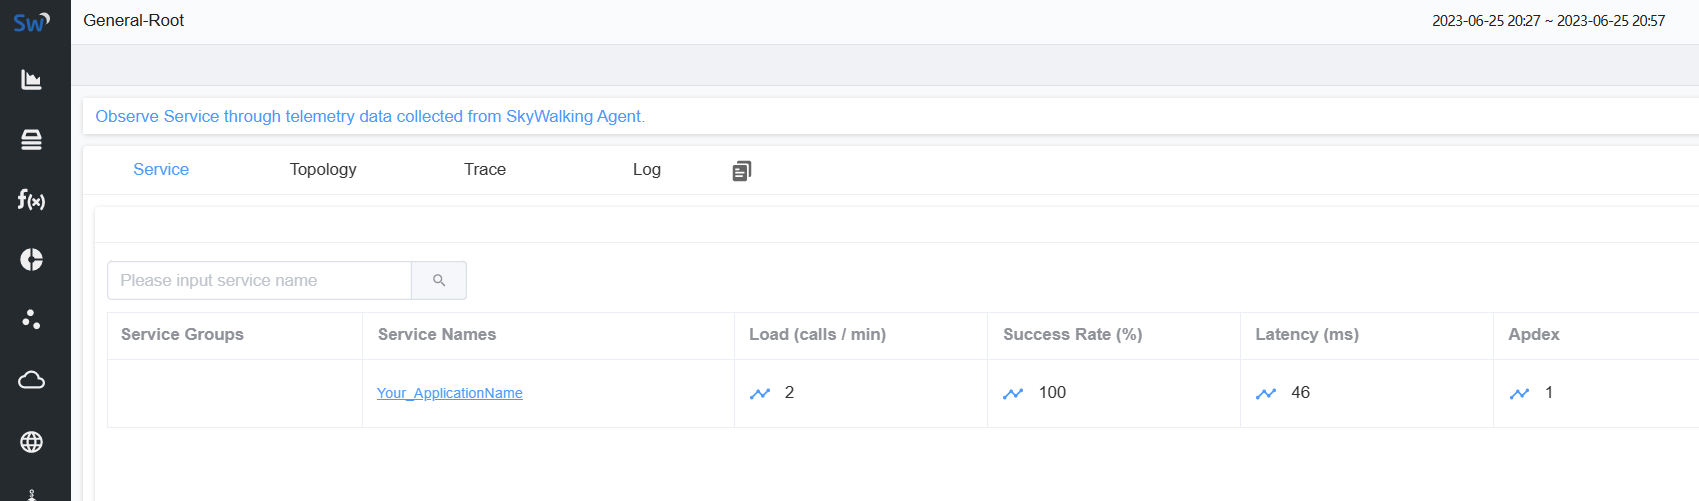 Sw
General-Root
2023-06-25 20:27 ~ 2023-06-25 20:57
Observe Service through telemetry data collected from SkyWalking Agent.
Service Topology Trace Log
f(x)
Please input service name
Service Groups Service Names Load (calls / min) Success Rate (%) Latency (ms) Apdex
Your_ApplicationName 2 100 46 1